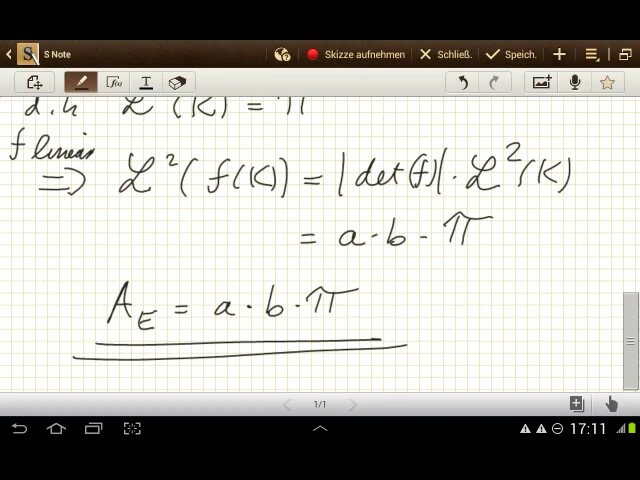 S Note
Skizze aufnehmen
Schließ.
Speich.
f(x)
T
d.h ℒ²(K) = π
f linear
⇒ ℒ²(f(K)) = |det(f)| · ℒ²(K)
= a · b · π
A_E = a · b · π
1/1
17:11